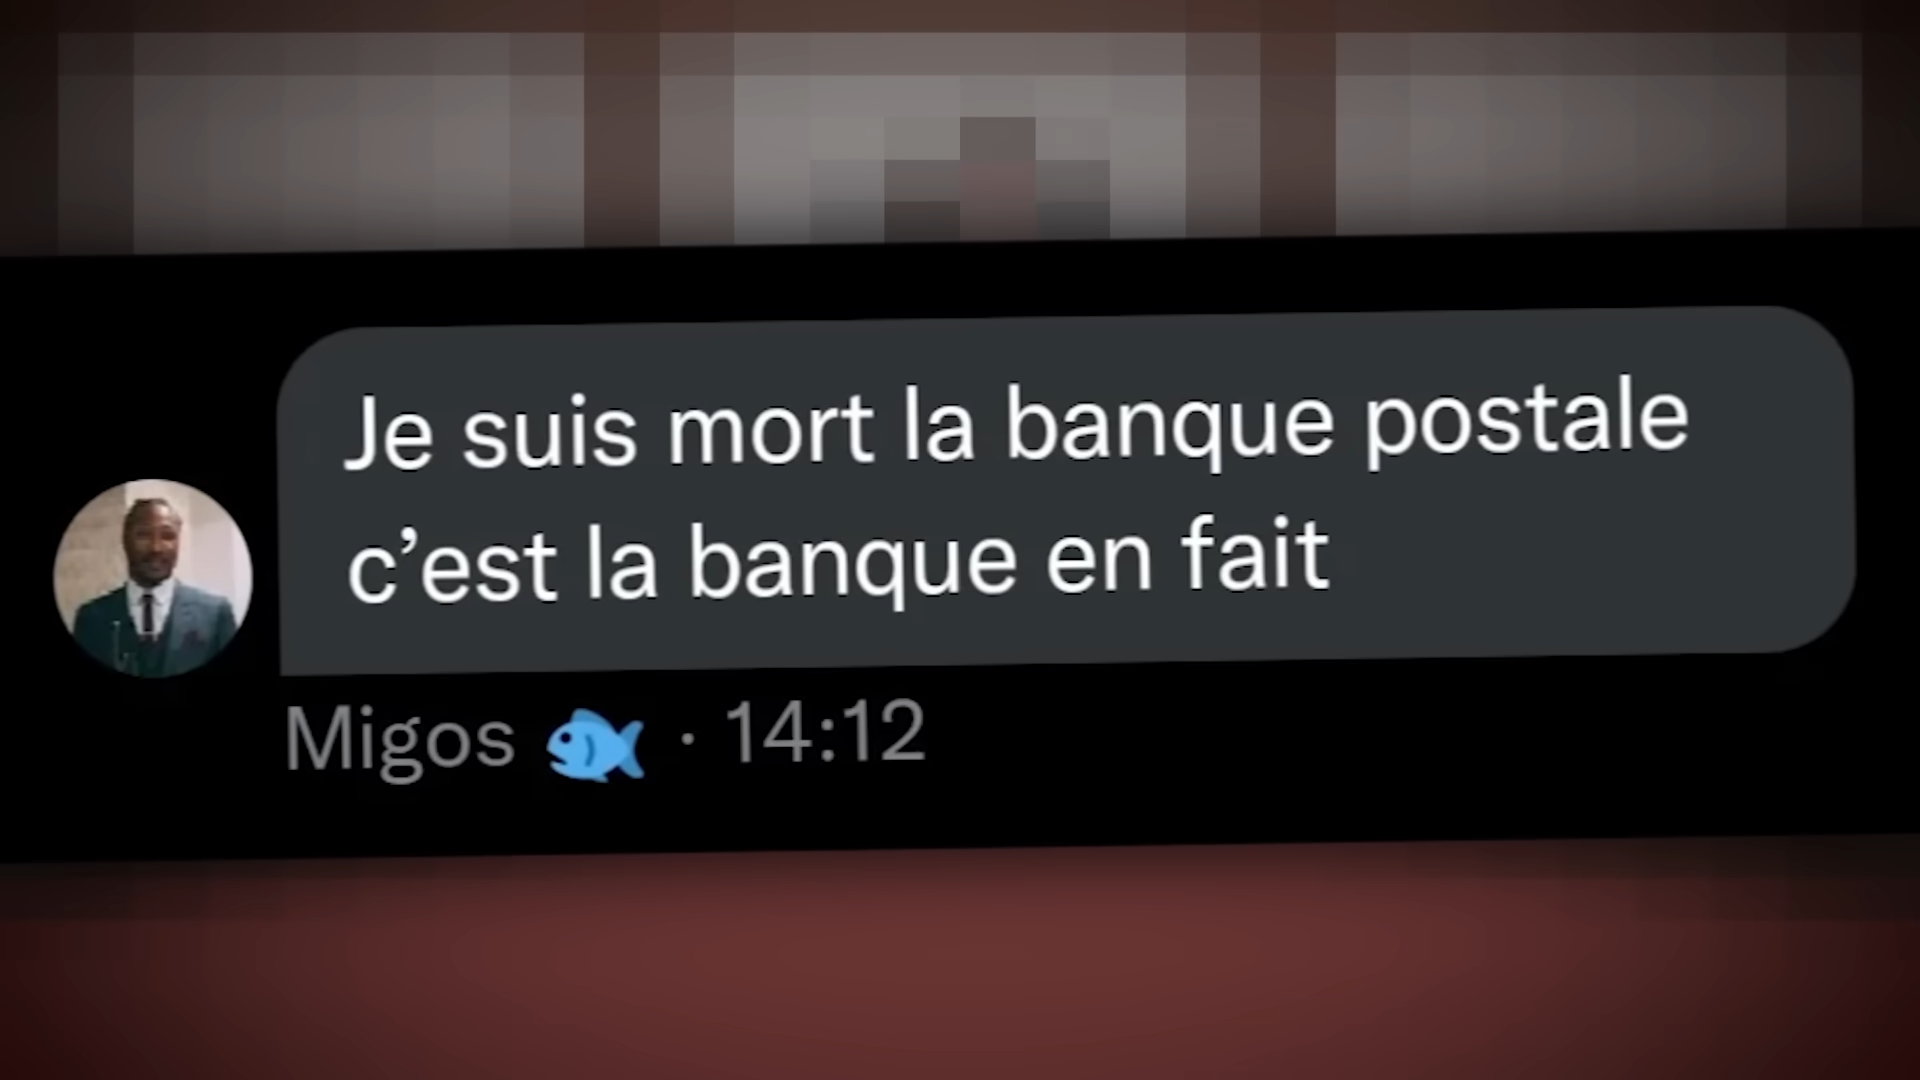 Je suis mort la banque postale
c’est la banque en fait
Migos 🐟 · 14:12